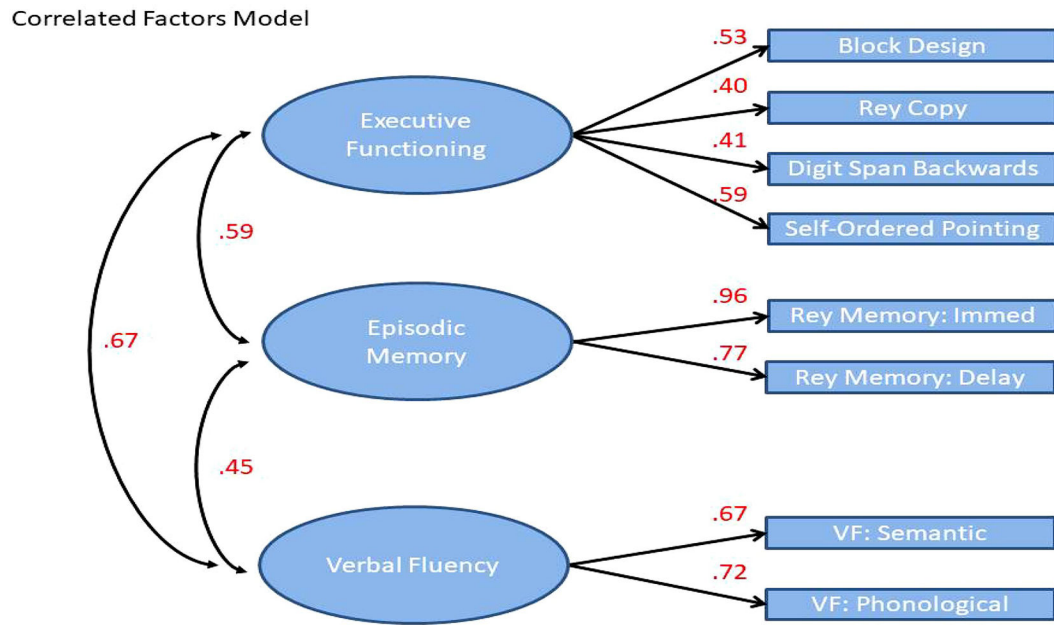 Correlated Factors Model
.53
Block Design
Executive
Functioning
.40
Rey Copy
.41
Digit Span Backwards
.59
Self-Ordered Pointing
.59
.96
Rey Memory: Immed
Episodic
Memory
.67
.77
Rey Memory: Delay
.45
.67
VF: Semantic
Verbal Fluency
.72
VF: Phonological